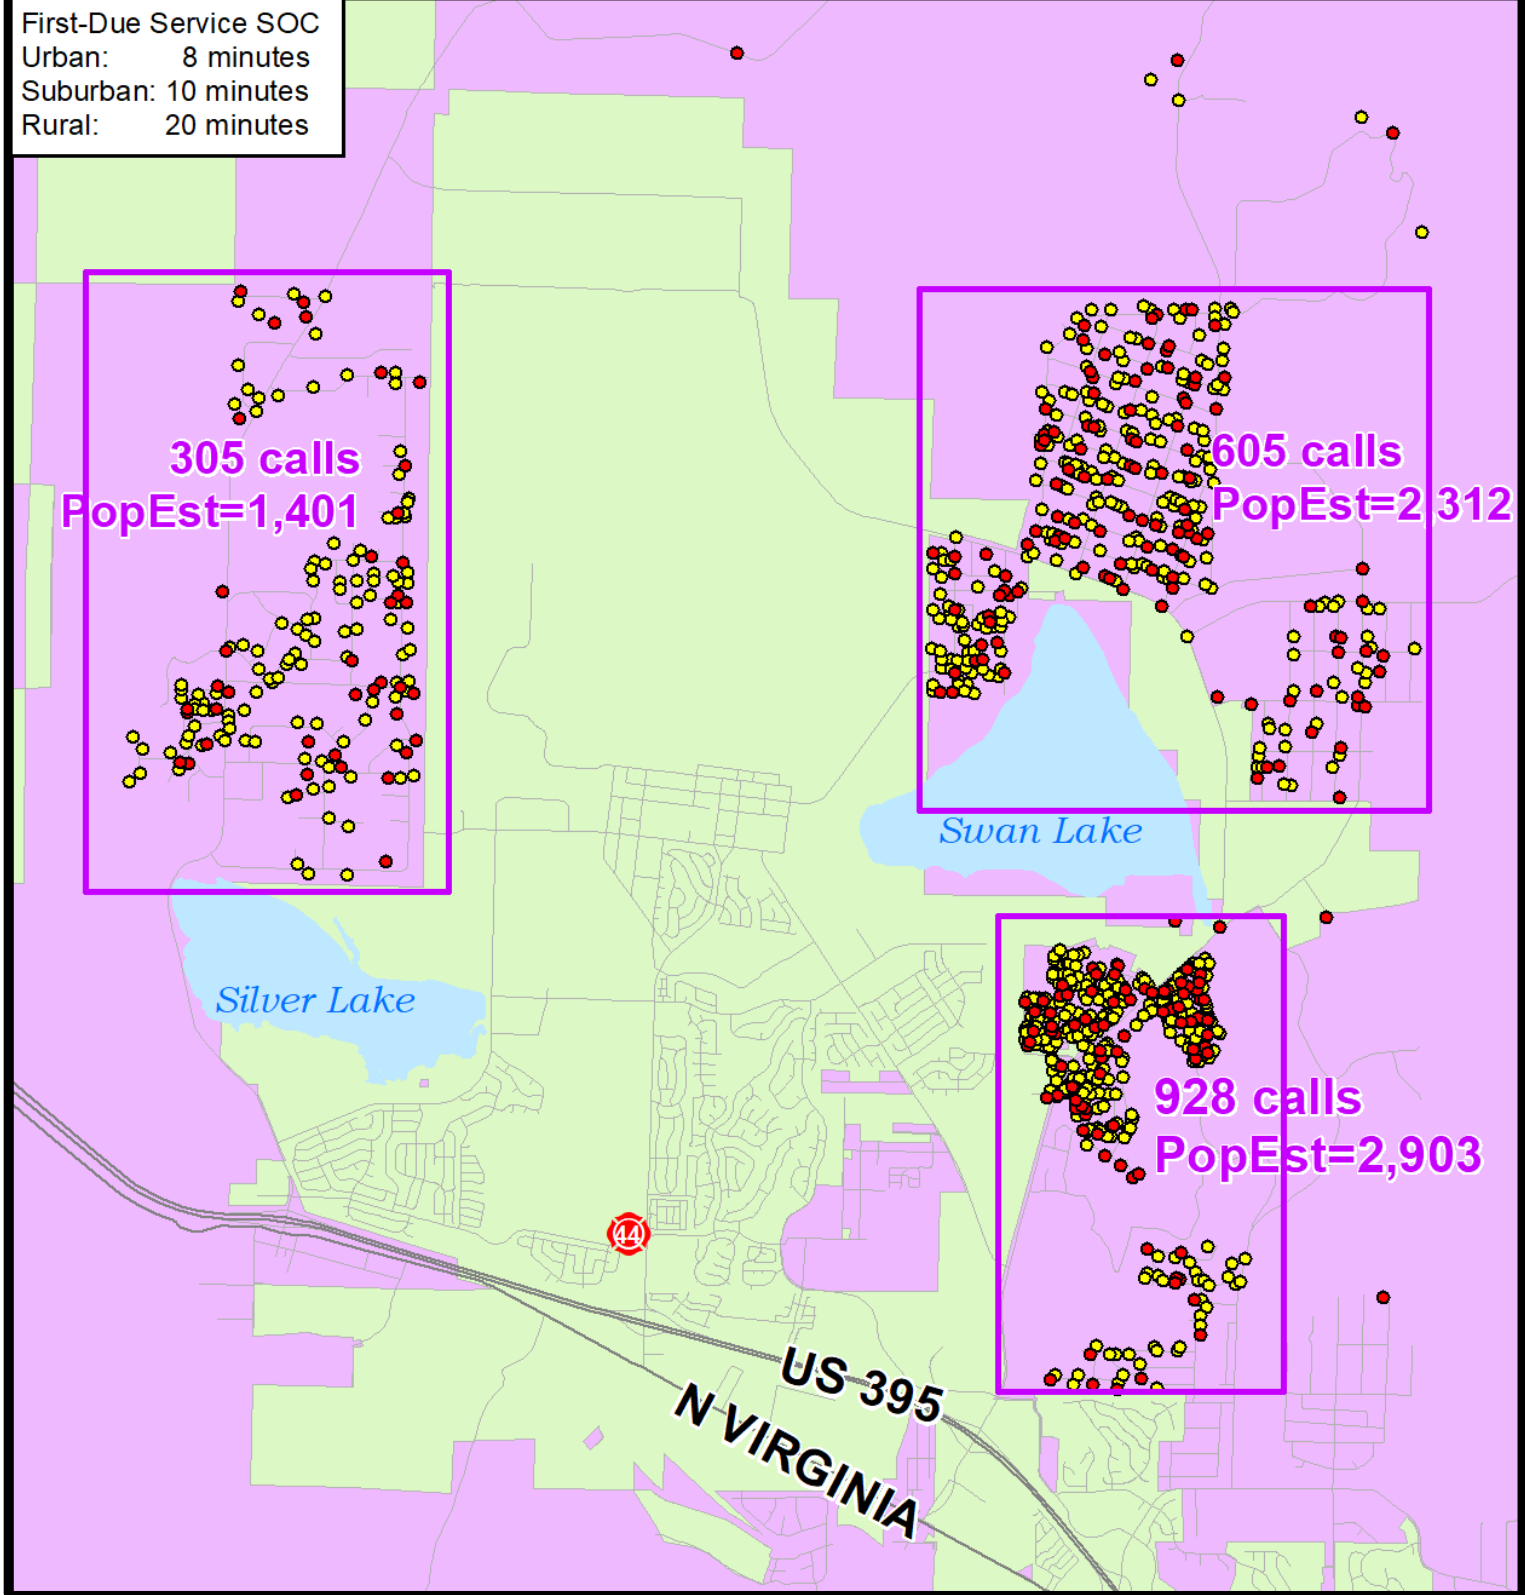 First-Due Service SOC
Urban: 8 minutes
Suburban: 10 minutes
Rural: 20 minutes
305 calls
PopEst=1,401
605 calls
PopEst=2,312
Swan Lake
Silver Lake
928 calls
PopEst=2,903
44
US 395
N VIRGINIA